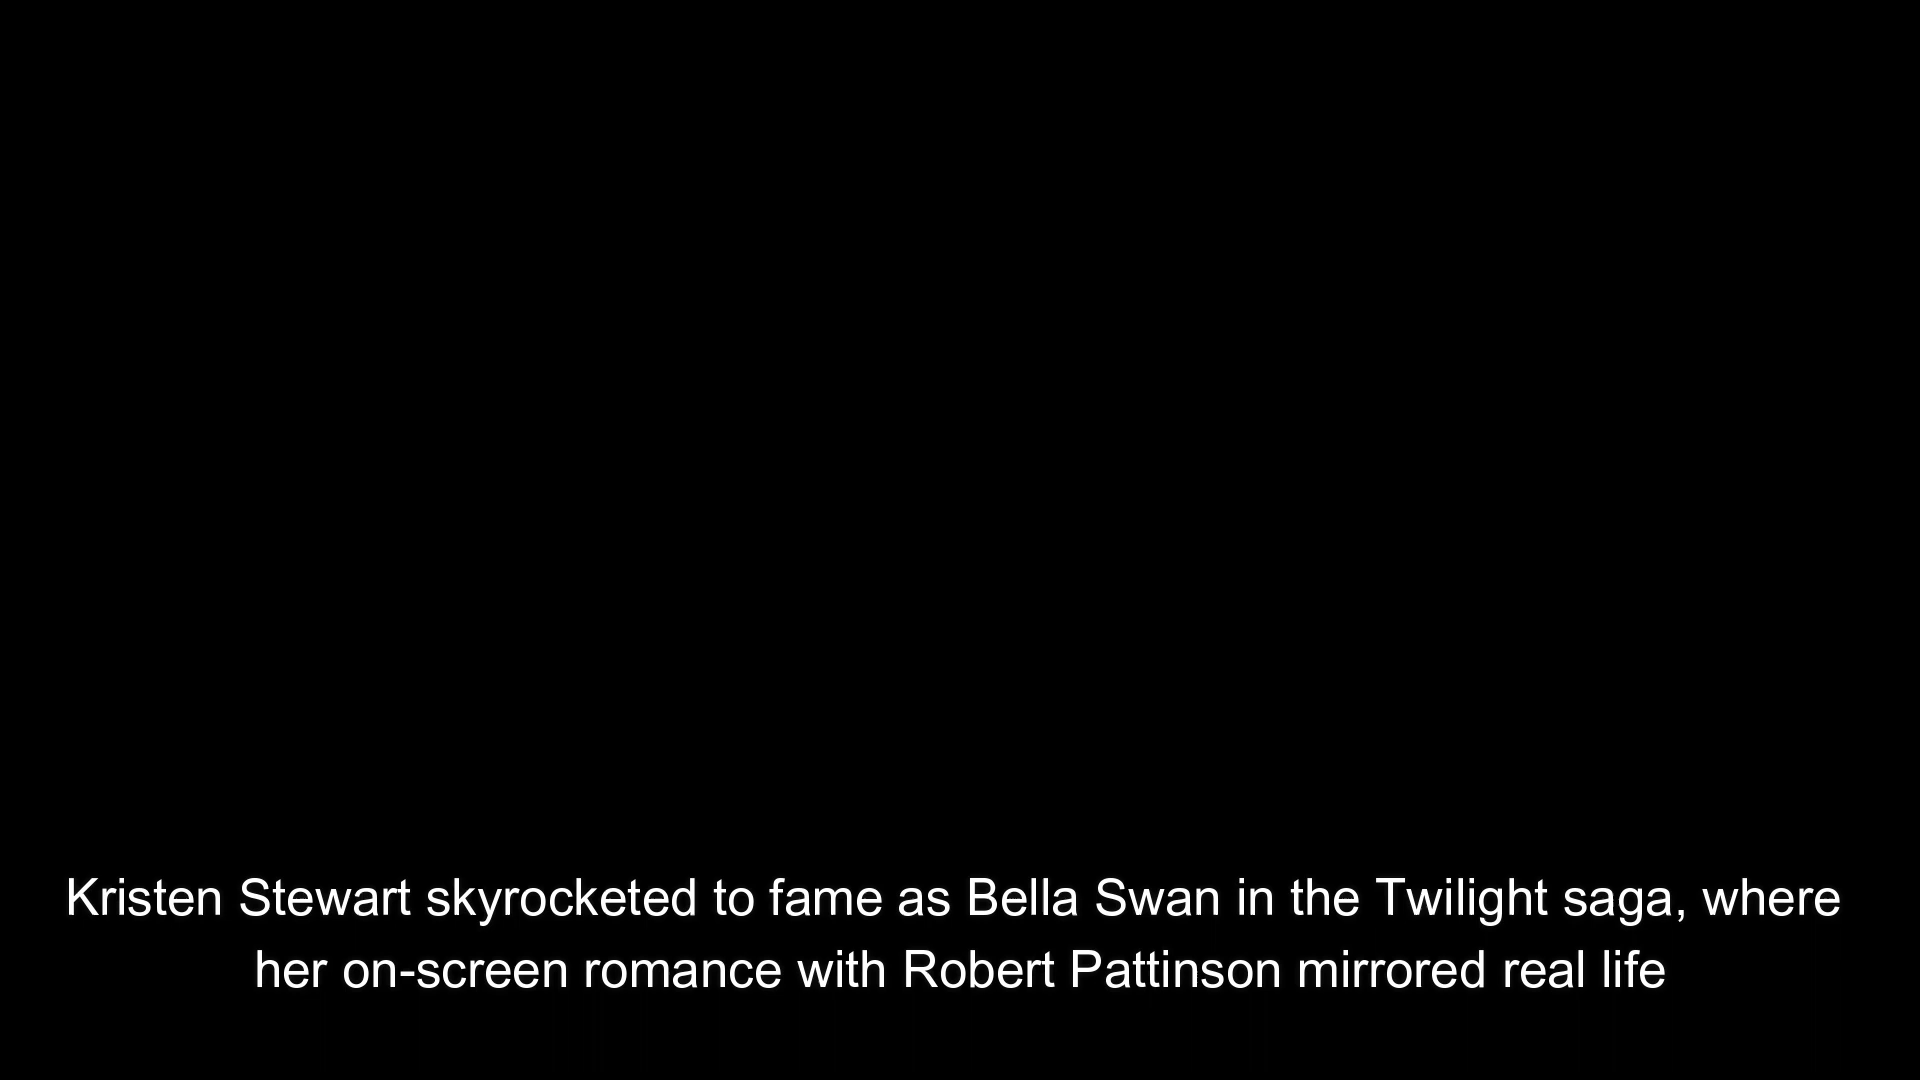 Kristen Stewart skyrocketed to fame as Bella Swan in the Twilight saga, where
her on-screen romance with Robert Pattinson mirrored real life